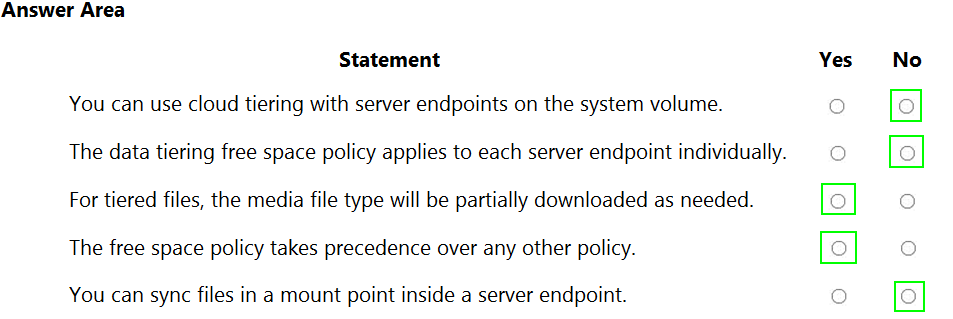 Answer Area
Statement Yes No
You can use cloud tiering with server endpoints on the system volume.
The data tiering free space policy applies to each server endpoint individually.
For tiered files, the media file type will be partially downloaded as needed.
The free space policy takes precedence over any other policy.
You can sync files in a mount point inside a server endpoint.